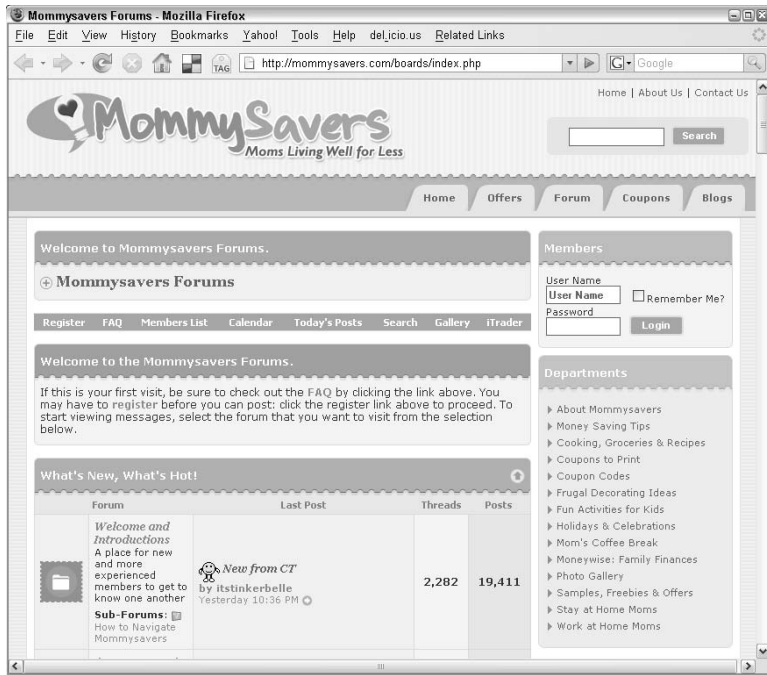 Mommysavers Forums - Mozilla Firefox
File Edit View History Bookmarks Yahoo! Tools Help del.icio.us Related Links
TAG http://mommysavers.com/boards/index.php G Google
Home | About Us | Contact Us
MommySavers
Moms Living Well for Less
Search
Home Offers Forum Coupons Blogs
Welcome to Mommysavers Forums.
Mommysavers Forums
Register FAQ Members List Calendar Today's Posts Search Gallery iTrader
Welcome to the Mommysavers Forums.
If this is your first visit, be sure to check out the FAQ by clicking the link above. You
may have to register before you can post: click the register link above to proceed. To
start viewing messages, select the forum that you want to visit from the selection
below.
What's New, What's Hot!
Forum Last Post Threads Posts
Welcome and
Introductions
A place for new
and more
experienced
members to get to
know one another
Sub-Forums:
How to Navigate
Mommysavers
New from CT
by itstinkerbelle
Yesterday 10:36 PM
2,282 19,411
Members
User Name
User Name
Remember Me?
Password
Login
Departments
About Mommysavers
Money Saving Tips
Cooking, Groceries & Recipes
Coupons to Print
Coupon Codes
Frugal Decorating Ideas
Fun Activities for Kids
Holidays & Celebrations
Mom's Coffee Break
Moneywise: Family Finances
Photo Gallery
Samples, Freebies & Offers
Stay at Home Moms
Work at Home Moms